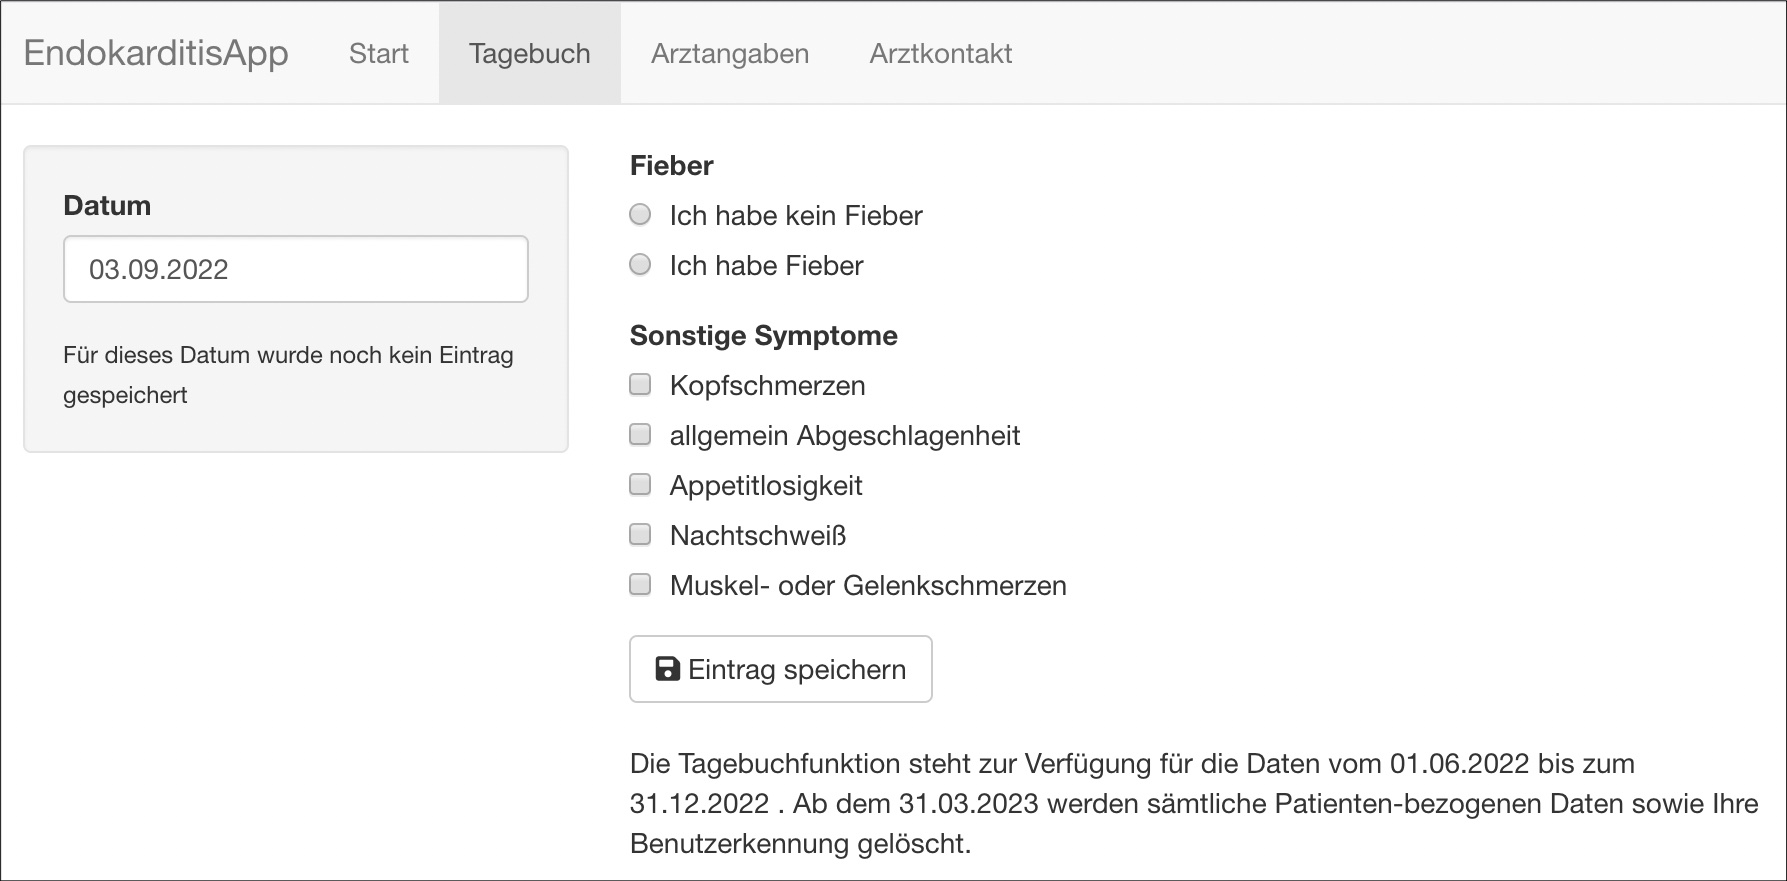 EndokarditisApp Start Tagebuch Arztangaben Arztkontakt
Datum
03.09.2022
Für dieses Datum wurde noch kein Eintrag
gespeichert
Fieber
Ich habe kein Fieber
Ich habe Fieber
Sonstige Symptome
Kopfschmerzen
allgemein Abgeschlagenheit
Appetitlosigkeit
Nachtschweiß
Muskel- oder Gelenkschmerzen
Eintrag speichern
Die Tagebuchfunktion steht zur Verfügung für die Daten vom 01.06.2022 bis zum
31.12.2022 . Ab dem 31.03.2023 werden sämtliche Patienten-bezogenen Daten sowie Ihre
Benutzerkennung gelöscht.